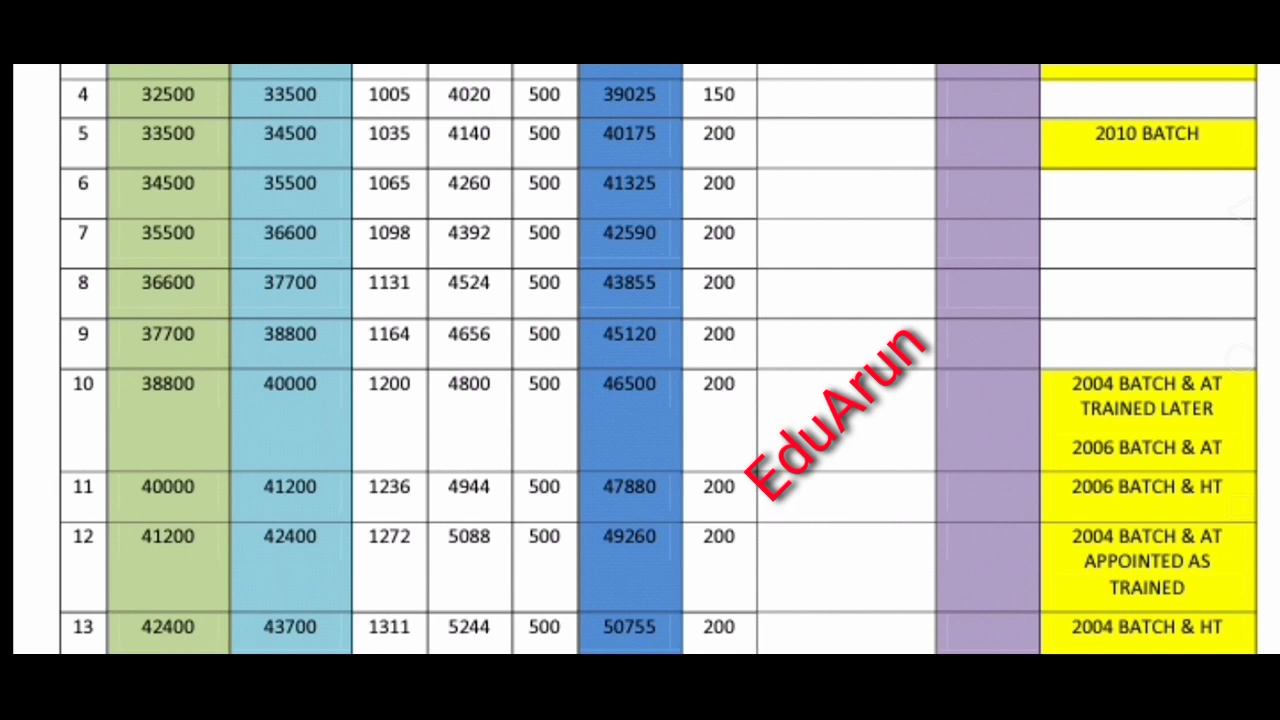 4 32500 33500 1005 4020 500 39025 150
5 33500 34500 1035 4140 500 40175 200 2010 BATCH
6 34500 35500 1065 4260 500 41325 200
7 35500 36600 1098 4392 500 42590 200
8 36600 37700 1131 4524 500 43855 200
9 37700 38800 1164 4656 500 45120 200
10 38800 40000 1200 4800 500 46500 200 2004 BATCH & AT
TRAINED LATER
2006 BATCH & AT
11 40000 41200 1236 4944 500 47880 200 2006 BATCH & HT
12 41200 42400 1272 5088 500 49260 200 2004 BATCH & AT
APPOINTED AS
TRAINED
13 42400 43700 1311 5244 500 50755 200 2004 BATCH & HT
EduArun